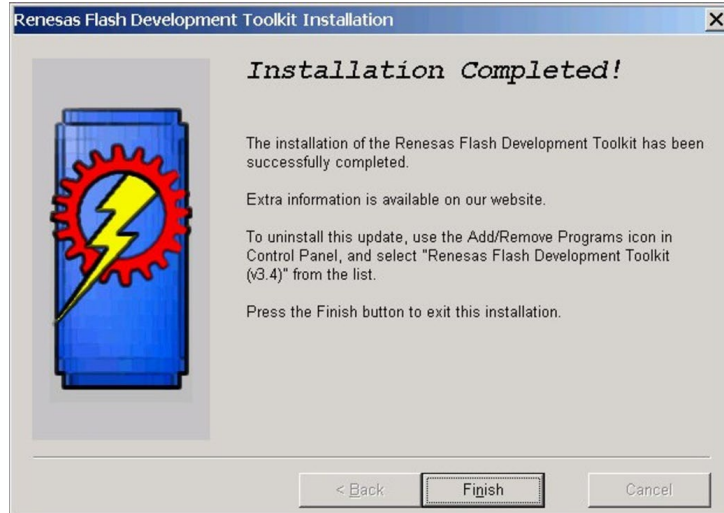 Renesas Flash Development Toolkit Installation
Installation Completed!
The installation of the Renesas Flash Development Toolkit has been
successfully completed.
Extra information is available on our website.
To uninstall this update, use the Add/Remove Programs icon in
Control Panel, and select "Renesas Flash Development Toolkit
(v3.4)" from the list.
Press the Finish button to exit this installation.
< Back
Finish
Cancel